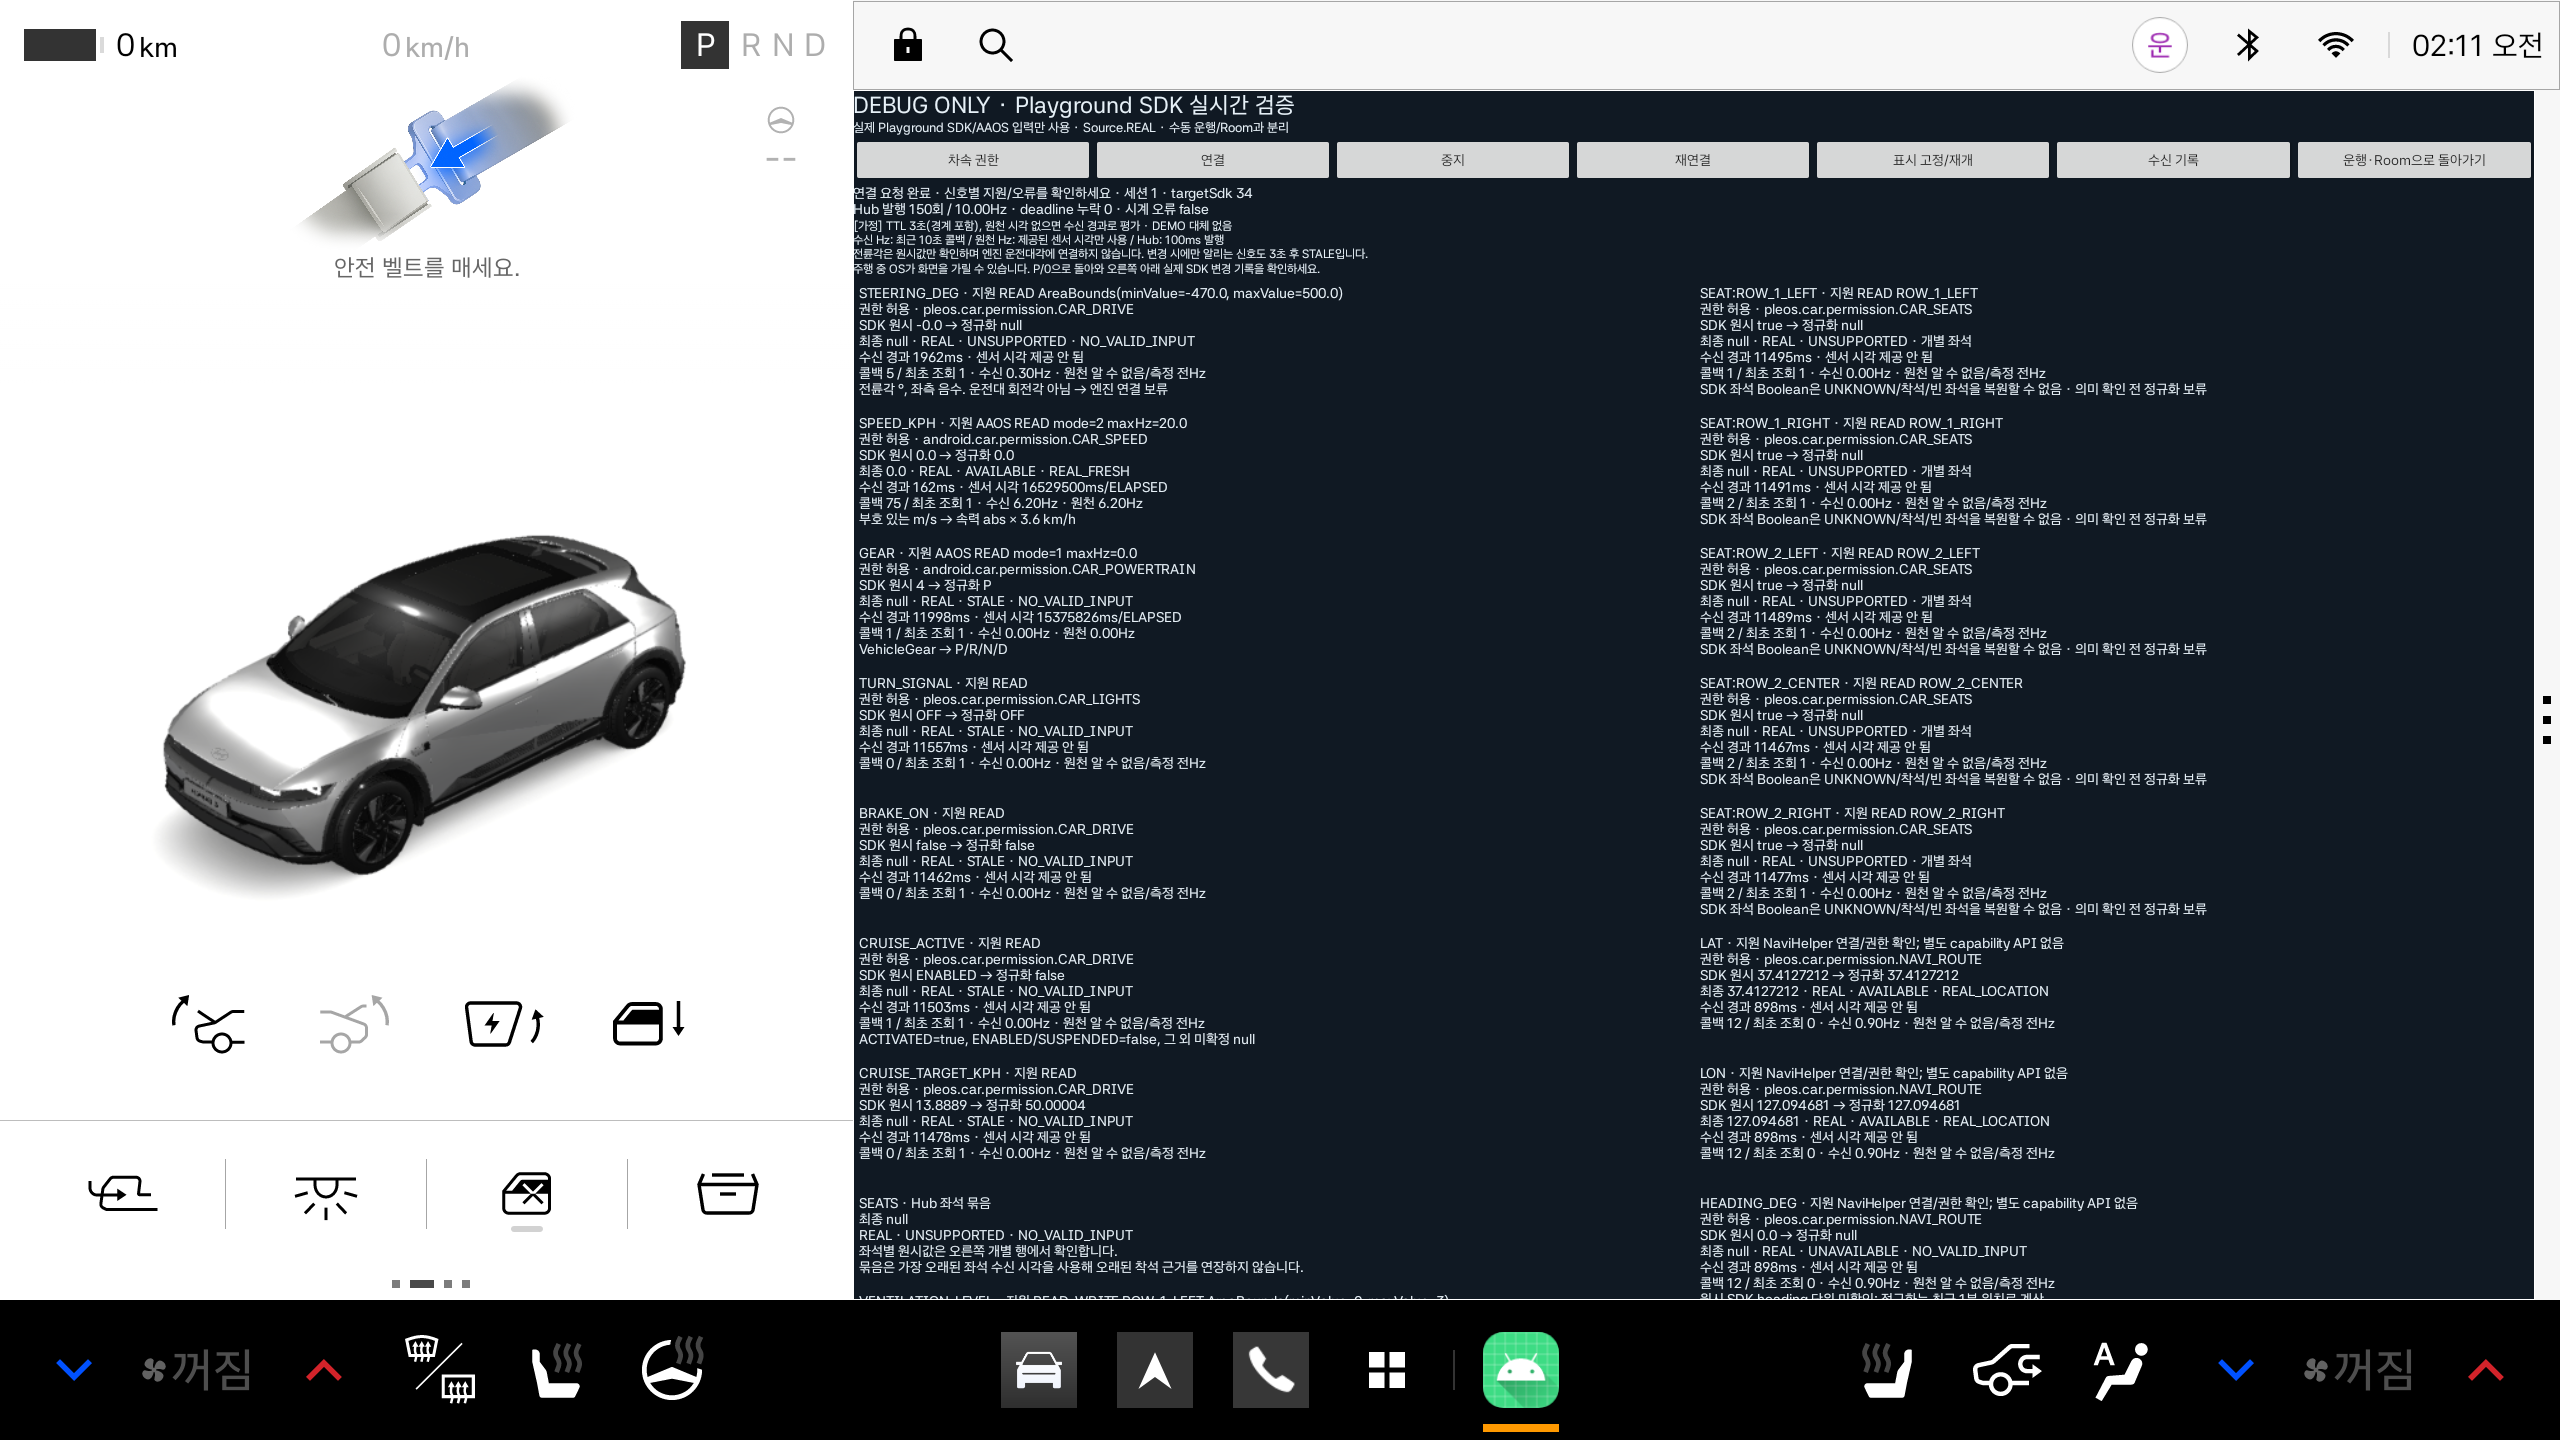 0 km
0 km/h
P R N D
운
02:11 오전
안전 벨트를 매세요.
DEBUG ONLY · Playground SDK 실시간 검증
실제 Playground SDK/AAOS 입력만 사용 · Source.REAL · 수동 운행/Room과 분리
차속 권한
연결
중지
재연결
표시 고정/재개
수신 기록
운행·Room으로 돌아가기
연결 요청 완료 · 신호별 지원/오류를 확인하세요 · 세션 1 · targetSdk 34
Hub 발행 150회 / 10.00Hz · deadline 누락 0 · 시계 오류 false
[가정] TTL 3초(경계 포함), 원천 시각 없으면 수신 경과로 평가 · DEMO 대체 없음
수신 Hz: 최근 10초 콜백 / 원천 Hz: 제공된 센서 시각만 사용 / Hub: 100ms 발행
전륜각은 원시값만 확인하며 엔진 운전대각에 연결하지 않습니다. 변경 시에만 알리는 신호도 3초 후 STALE입니다.
주행 중 OS가 화면을 가릴 수 있습니다. P/0으로 돌아와 오른쪽 아래 실제 SDK 변경 기록을 확인하세요.
STEERING_DEG · 지원 READ AreaBounds(minValue=-470.0, maxValue=500.0)
권한 허용 · pleos.car.permission.CAR_DRIVE
SDK 원시 -0.0 → 정규화 null
최종 null · REAL · UNSUPPORTED · NO_VALID_INPUT
수신 경과 1962ms · 센서 시각 제공 안 됨
콜백 5 / 최초 조회 1 · 수신 0.30Hz · 원천 알 수 없음/측정 전Hz
전륜각 °, 좌측 음수. 운전대 회전각 아님 → 엔진 연결 보류
SPEED_KPH · 지원 AAOS READ mode=2 maxHz=20.0
권한 허용 · android.car.permission.CAR_SPEED
SDK 원시 0.0 → 정규화 0.0
최종 0.0 · REAL · AVAILABLE · REAL_FRESH
수신 경과 162ms · 센서 시각 16529500ms/ELAPSED
콜백 75 / 최초 조회 1 · 수신 6.20Hz · 원천 6.20Hz
부호 있는 m/s → 속력 abs × 3.6 km/h
GEAR · 지원 AAOS READ mode=1 maxHz=0.0
권한 허용 · android.car.permission.CAR_POWERTRAIN
SDK 원시 4 → 정규화 P
최종 null · REAL · STALE · NO_VALID_INPUT
수신 경과 11998ms · 센서 시각 15375826ms/ELAPSED
콜백 1 / 최초 조회 1 · 수신 0.00Hz · 원천 0.00Hz
VehicleGear → P/R/N/D
TURN_SIGNAL · 지원 READ
권한 허용 · pleos.car.permission.CAR_LIGHTS
SDK 원시 OFF → 정규화 OFF
최종 null · REAL · STALE · NO_VALID_INPUT
수신 경과 11557ms · 센서 시각 제공 안 됨
콜백 0 / 최초 조회 1 · 수신 0.00Hz · 원천 알 수 없음/측정 전Hz
BRAKE_ON · 지원 READ
권한 허용 · pleos.car.permission.CAR_DRIVE
SDK 원시 false → 정규화 false
최종 null · REAL · STALE · NO_VALID_INPUT
수신 경과 11462ms · 센서 시각 제공 안 됨
콜백 0 / 최초 조회 1 · 수신 0.00Hz · 원천 알 수 없음/측정 전Hz
CRUISE_ACTIVE · 지원 READ
권한 허용 · pleos.car.permission.CAR_DRIVE
SDK 원시 ENABLED → 정규화 false
최종 null · REAL · STALE · NO_VALID_INPUT
수신 경과 11503ms · 센서 시각 제공 안 됨
콜백 1 / 최초 조회 1 · 수신 0.00Hz · 원천 알 수 없음/측정 전Hz
ACTIVATED=true, ENABLED/SUSPENDED=false, 그 외 미확정 null
CRUISE_TARGET_KPH · 지원 READ
권한 허용 · pleos.car.permission.CAR_DRIVE
SDK 원시 13.8889 → 정규화 50.00004
최종 null · REAL · STALE · NO_VALID_INPUT
수신 경과 11478ms · 센서 시각 제공 안 됨
콜백 0 / 최초 조회 1 · 수신 0.00Hz · 원천 알 수 없음/측정 전Hz
SEATS · Hub 좌석 묶음
최종 null
REAL · UNSUPPORTED · NO_VALID_INPUT
좌석별 원시값은 오른쪽 개별 행에서 확인합니다.
묶음은 가장 오래된 좌석 수신 시각을 사용해 오래된 착석 근거를 연장하지 않습니다.
SEAT:ROW_1_LEFT · 지원 READ ROW_1_LEFT
권한 허용 · pleos.car.permission.CAR_SEATS
SDK 원시 true → 정규화 null
최종 null · REAL · UNSUPPORTED · 개별 좌석
수신 경과 11495ms · 센서 시각 제공 안 됨
콜백 1 / 최초 조회 1 · 수신 0.00Hz · 원천 알 수 없음/측정 전Hz
SDK 좌석 Boolean은 UNKNOWN/착석/빈 좌석을 복원할 수 없음 · 의미 확인 전 정규화 보류
SEAT:ROW_1_RIGHT · 지원 READ ROW_1_RIGHT
권한 허용 · pleos.car.permission.CAR_SEATS
SDK 원시 true → 정규화 null
최종 null · REAL · UNSUPPORTED · 개별 좌석
수신 경과 11491ms · 센서 시각 제공 안 됨
콜백 2 / 최초 조회 1 · 수신 0.00Hz · 원천 알 수 없음/측정 전Hz
SDK 좌석 Boolean은 UNKNOWN/착석/빈 좌석을 복원할 수 없음 · 의미 확인 전 정규화 보류
SEAT:ROW_2_LEFT · 지원 READ ROW_2_LEFT
권한 허용 · pleos.car.permission.CAR_SEATS
SDK 원시 true → 정규화 null
최종 null · REAL · UNSUPPORTED · 개별 좌석
수신 경과 11489ms · 센서 시각 제공 안 됨
콜백 2 / 최초 조회 1 · 수신 0.00Hz · 원천 알 수 없음/측정 전Hz
SDK 좌석 Boolean은 UNKNOWN/착석/빈 좌석을 복원할 수 없음 · 의미 확인 전 정규화 보류
SEAT:ROW_2_CENTER · 지원 READ ROW_2_CENTER
권한 허용 · pleos.car.permission.CAR_SEATS
SDK 원시 true → 정규화 null
최종 null · REAL · UNSUPPORTED · 개별 좌석
수신 경과 11467ms · 센서 시각 제공 안 됨
콜백 2 / 최초 조회 1 · 수신 0.00Hz · 원천 알 수 없음/측정 전Hz
SDK 좌석 Boolean은 UNKNOWN/착석/빈 좌석을 복원할 수 없음 · 의미 확인 전 정규화 보류
SEAT:ROW_2_RIGHT · 지원 READ ROW_2_RIGHT
권한 허용 · pleos.car.permission.CAR_SEATS
SDK 원시 true → 정규화 null
최종 null · REAL · UNSUPPORTED · 개별 좌석
수신 경과 11477ms · 센서 시각 제공 안 됨
콜백 2 / 최초 조회 1 · 수신 0.00Hz · 원천 알 수 없음/측정 전Hz
SDK 좌석 Boolean은 UNKNOWN/착석/빈 좌석을 복원할 수 없음 · 의미 확인 전 정규화 보류
LAT · 지원 NaviHelper 연결/권한 확인; 별도 capability API 없음
권한 허용 · pleos.car.permission.NAVI_ROUTE
SDK 원시 37.4127212 → 정규화 37.4127212
최종 37.4127212 · REAL · AVAILABLE · REAL_LOCATION
수신 경과 898ms · 센서 시각 제공 안 됨
콜백 12 / 최초 조회 0 · 수신 0.90Hz · 원천 알 수 없음/측정 전Hz
LON · 지원 NaviHelper 연결/권한 확인; 별도 capability API 없음
권한 허용 · pleos.car.permission.NAVI_ROUTE
SDK 원시 127.094681 → 정규화 127.094681
최종 127.094681 · REAL · AVAILABLE · REAL_LOCATION
수신 경과 898ms · 센서 시각 제공 안 됨
콜백 12 / 최초 조회 0 · 수신 0.90Hz · 원천 알 수 없음/측정 전Hz
HEADING_DEG · 지원 NaviHelper 연결/권한 확인; 별도 capability API 없음
권한 허용 · pleos.car.permission.NAVI_ROUTE
SDK 원시 0.0 → 정규화 null
최종 null · REAL · UNAVAILABLE · NO_VALID_INPUT
수신 경과 898ms · 센서 시각 제공 안 됨
콜백 12 / 최초 조회 0 · 수신 0.90Hz · 원천 알 수 없음/측정 전Hz
꺼짐
A
꺼짐